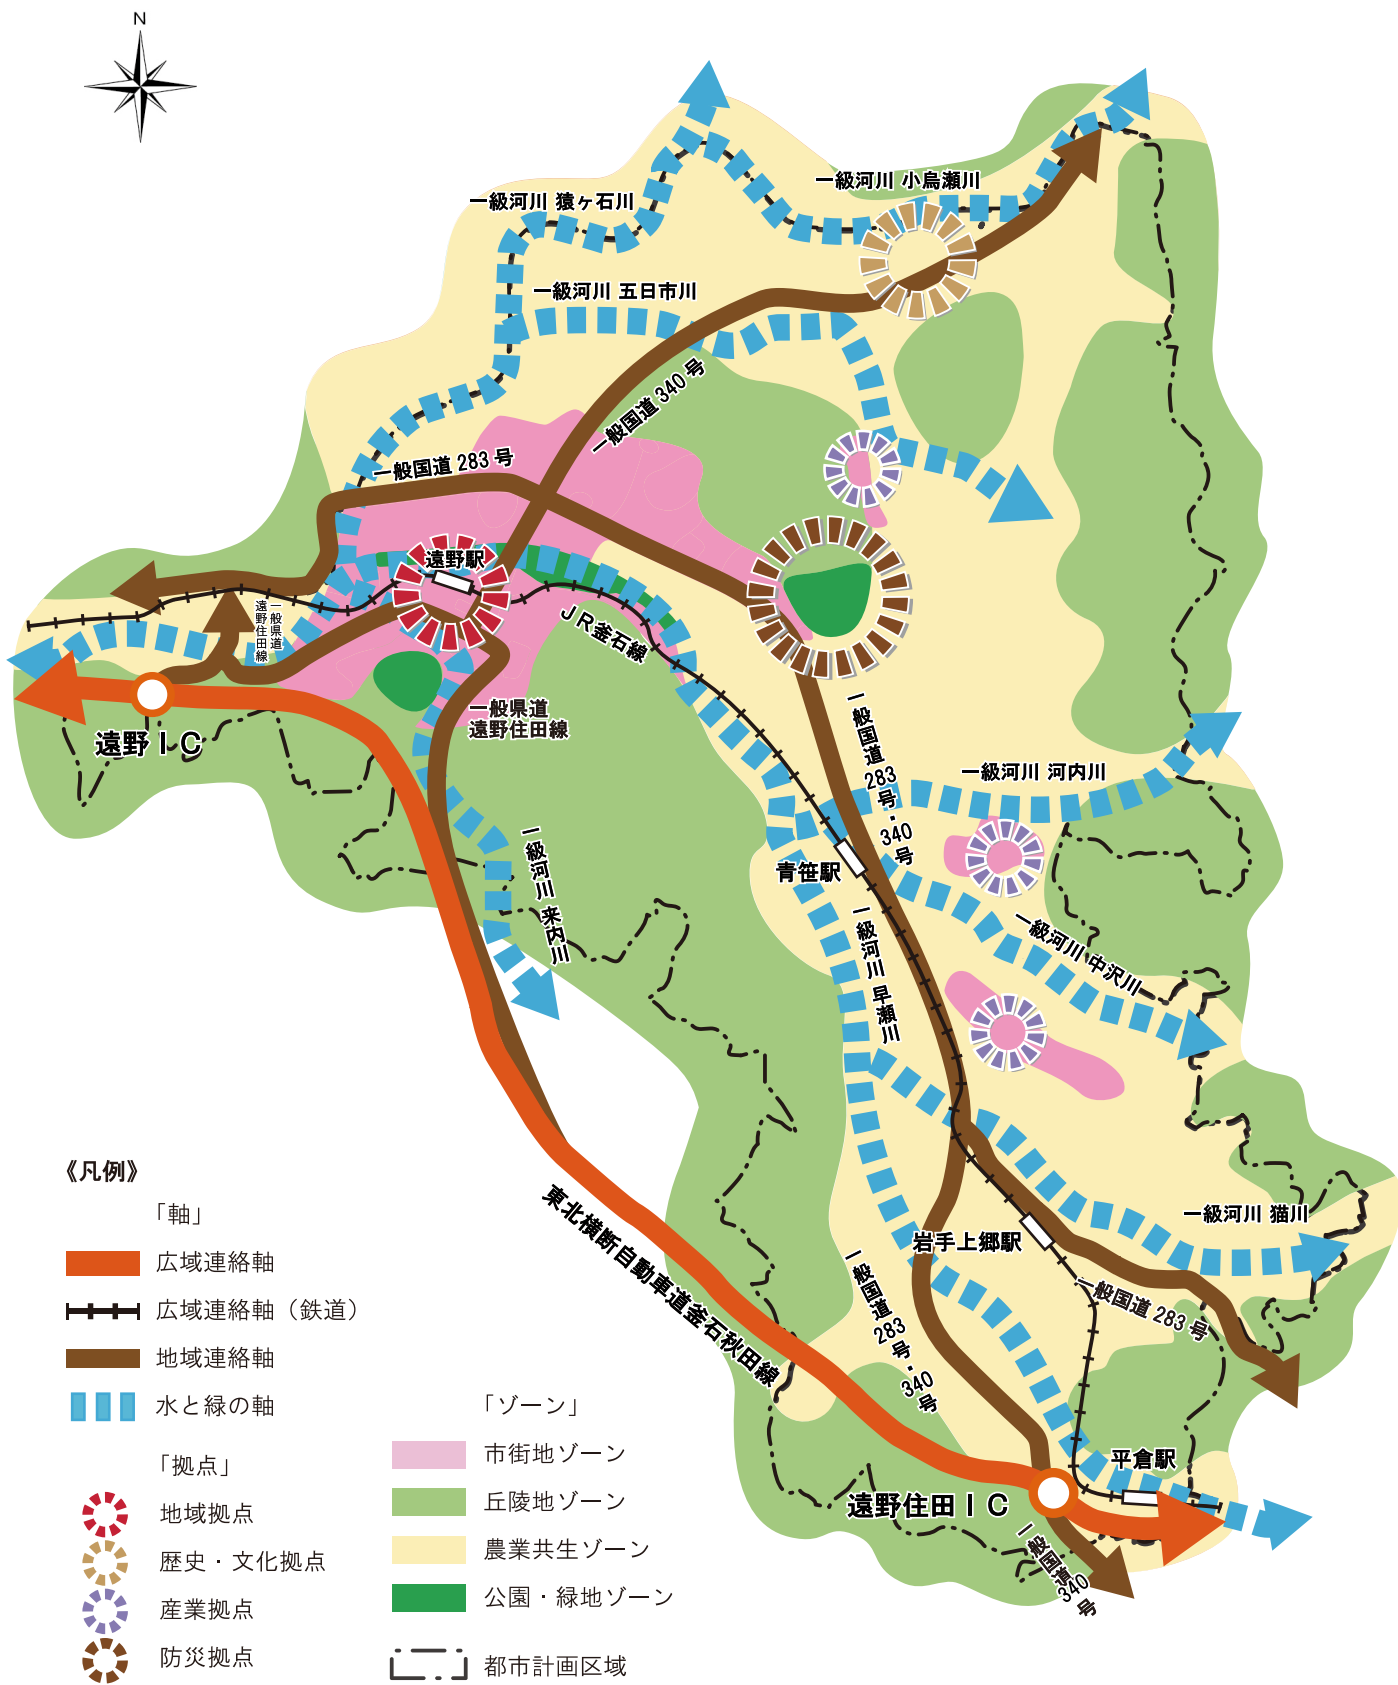 N
一級河川 小烏瀬川
一級河川 猿ヶ石川
一級河川 五日市川
一般国道 340 号
一般国道 283 号
遠野駅
JR釜石線
一般県道
遠野住田線
一般県道
遠野住田線
遠野IC
一級河川 来内川
一般国道
283
号・
340
号
一級河川 河内川
青笹駅
一級河川 早瀬川
一級河川 中沢川
一級河川 猫川
岩手上郷駅
一般国道 283 号
一般国道
283
号・
340
号
東北横断自動車道釜石秋田線
平倉駅
遠野住田IC
一般国道
340
号
《凡例》
「軸」
広域連絡軸
広域連絡軸（鉄道）
地域連絡軸
水と緑の軸
「拠点」
地域拠点
歴史・文化拠点
産業拠点
防災拠点
「ゾーン」
市街地ゾーン
丘陵地ゾーン
農業共生ゾーン
公園・緑地ゾーン
都市計画区域